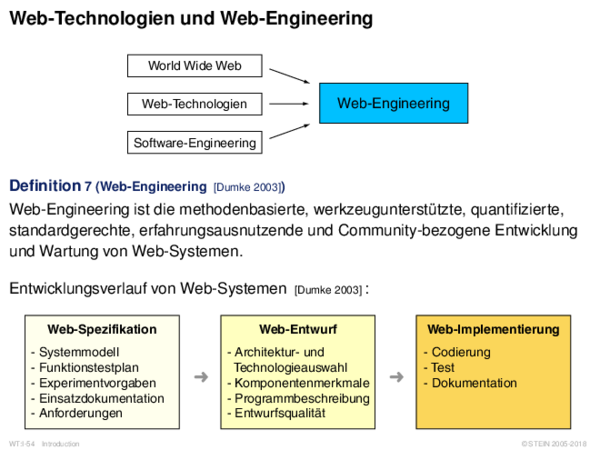 Web-Technologien und Web-Engineering
World Wide Web
Web-Technologien
Web-Engineering
Software-Engineering
Definition 7 (Web-Engineering [Dumke 2003])
Web-Engineering ist die methodenbasierte, werkzeugunterstützte, quantifizierte,
standardgerechte, erfahrungsausnutzende und Community-bezogene Entwicklung
und Wartung von Web-Systemen.
Entwicklungsverlauf von Web-Systemen [Dumke 2003] :
Web-Spezifikation
- Systemmodell
- Funktionstestplan
- Experimentvorgaben
- Einsatzdokumentation
- Anforderungen
Web-Entwurf
- Architektur- und
Technologieauswahl
- Komponentenmerkmale
- Programmbeschreibung
- Entwurfsqualität
Web-Implementierung
- Codierung
- Test
- Dokumentation
WT:I-54 Introduction
© STEIN 2005-2018